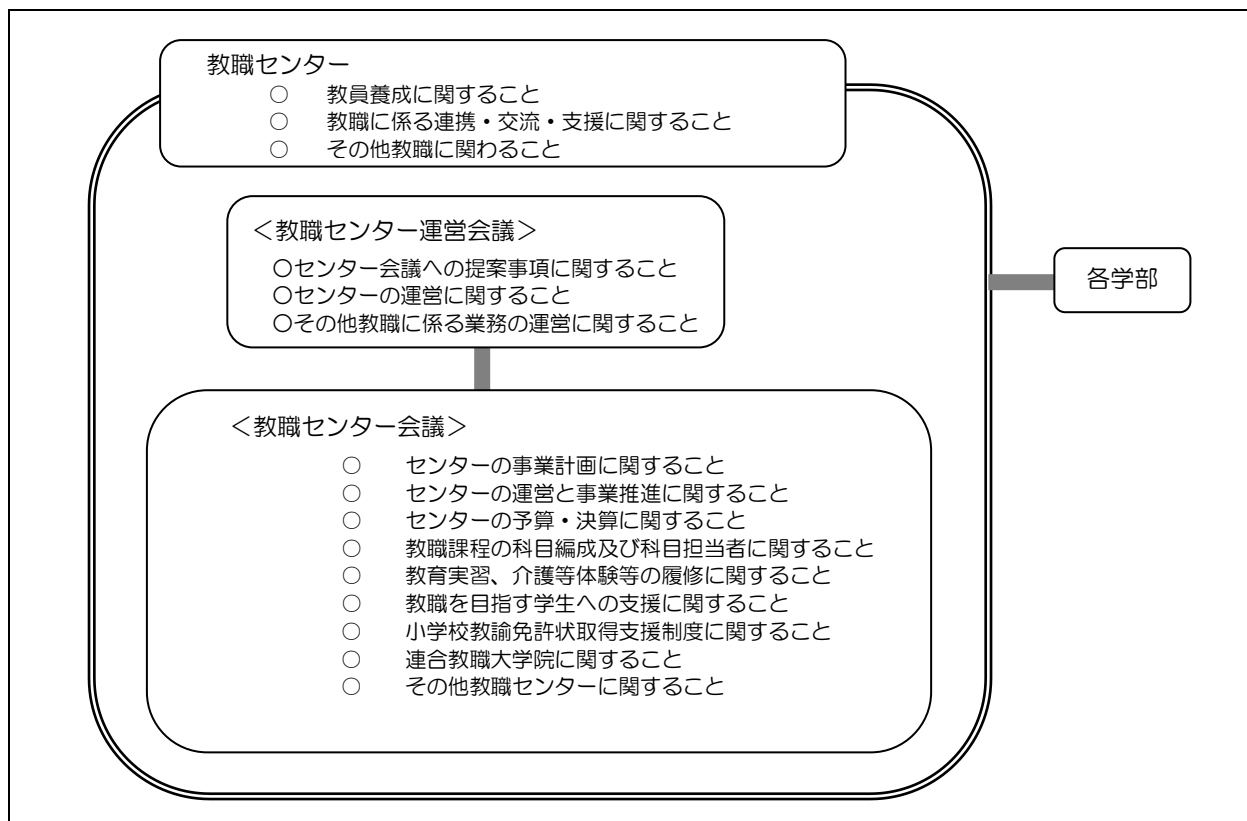 教職センター
○ 教員養成に関すること
○ 教職に係る連携・交流・支援に関すること
○ その他教職に関わること
＜教職センター運営会議＞
○センター会議への提案事項に関すること
○センターの運営に関すること
○その他教職に係る業務の運営に関すること
各学部
＜教職センター会議＞
○ センターの事業計画に関すること
○ センターの運営と事業推進に関すること
○ センターの予算・決算に関すること
○ 教職課程の科目編成及び科目担当者に関すること
○ 教育実習、介護等体験等の履修に関すること
○ 教職を目指す学生への支援に関すること
○ 小学校教諭免許状取得支援制度に関すること
○ 連合教職大学院に関すること
○ その他教職センターに関すること